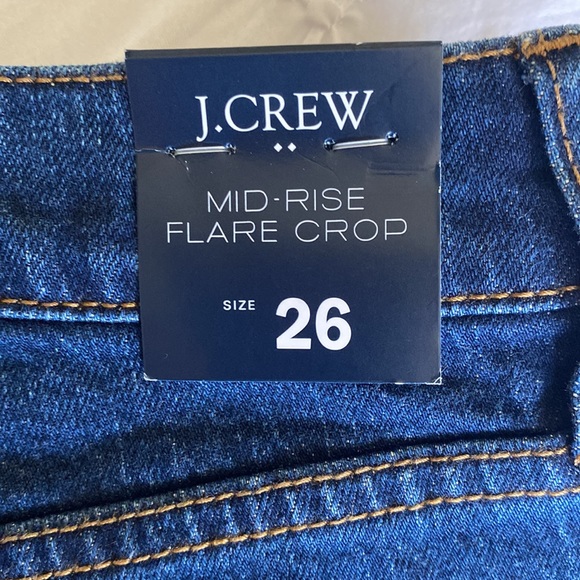 J.CREW
MID-RISE
FLARE CROP
SIZE 26